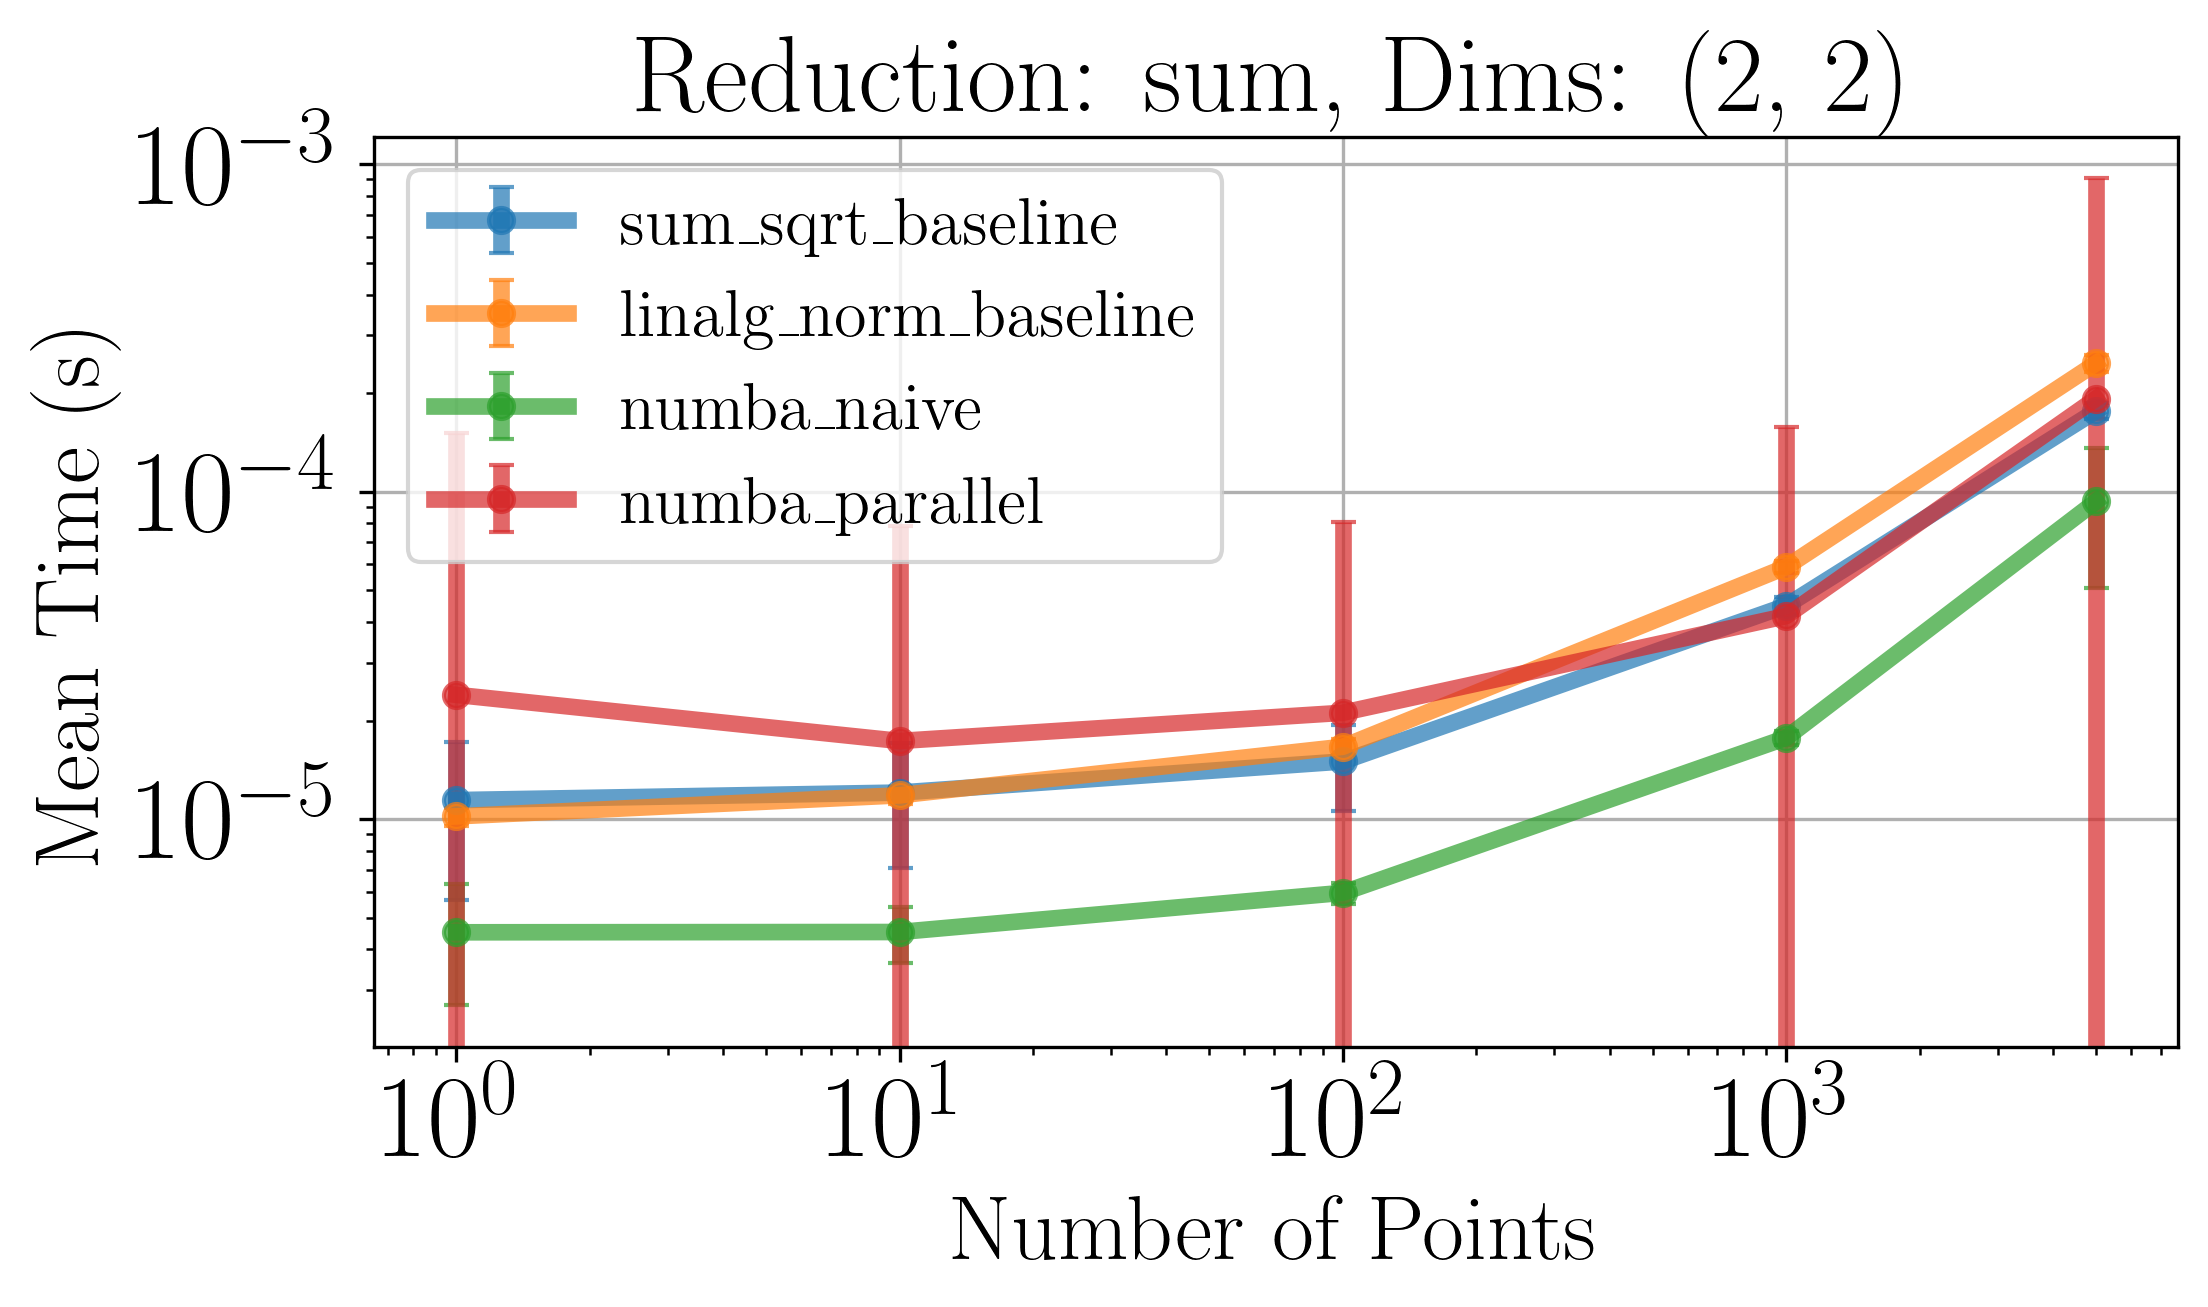 Reduction: sum, Dims: (2, 2)
Mean Time (s)
10⁻³
10⁻⁴
10⁻⁵
sum_sqrt_baseline
linalg_norm_baseline
numba_naive
numba_parallel
10⁰ 10¹ 10² 10³
Number of Points